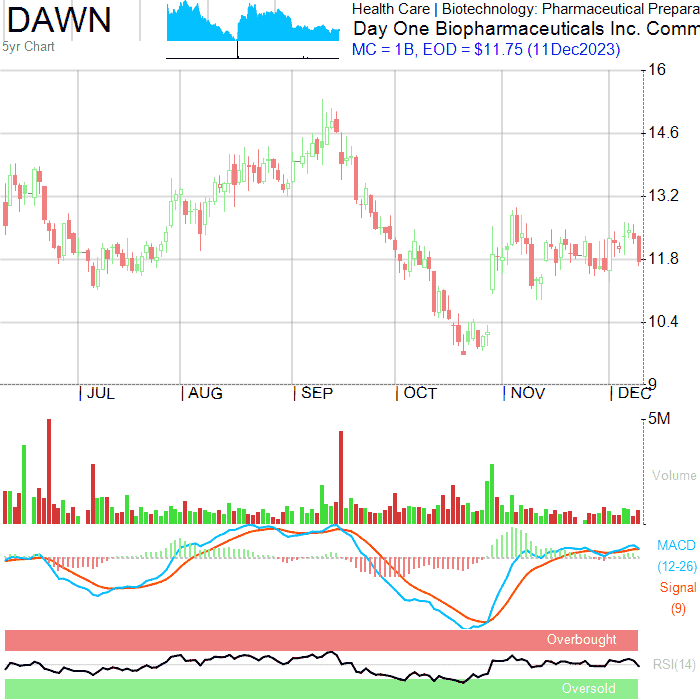 DAWN
5yr Chart
Health Care | Biotechnology: Pharmaceutical Prepara
Day One Biopharmaceuticals Inc. Comm
MC = 1B, EOD = $11.75 (11Dec2023)
16
14.6
13.2
11.8
10.4
9
| JUL | AUG | SEP | OCT | NOV | DEC
5M
Volume
MACD
(12-26)
Signal
(9)
Overbought
RSI(14)
Oversold